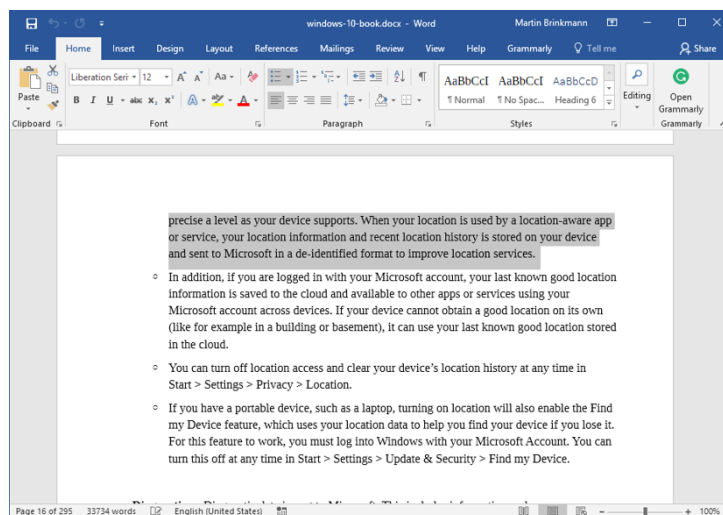 windows-10-book.docx - Word
Martin Brinkmann
File Home Insert Design Layout References Mailings Review View Help Grammarly Tell me Share
Paste
Liberation Seri 12
AaBbCcI AaBbCcI AaBbCcD
¶ Normal ¶ No Spac... Heading 6
Editing
Open
Grammarly
Clipboard Font Paragraph Styles Grammarly
precise a level as your device supports. When your location is used by a location-aware app
or service, your location information and recent location history is stored on your device
and sent to Microsoft in a de-identified format to improve location services.
In addition, if you are logged in with your Microsoft account, your last known good location
information is saved to the cloud and available to other apps or services using your
Microsoft account across devices. If your device cannot obtain a good location on its own
(like for example in a building or basement), it can use your last known good location stored
in the cloud.
You can turn off location access and clear your device's location history at any time in
Start > Settings > Privacy > Location.
If you have a portable device, such as a laptop, turning on location will also enable the Find
my Device feature, which uses your location data to help you find your device if you lose it.
For this feature to work, you must log into Windows with your Microsoft Account. You can
turn this off at any time in Start > Settings > Update & Security > Find my Device.
Page 16 of 295 33734 words English (United States) 100%